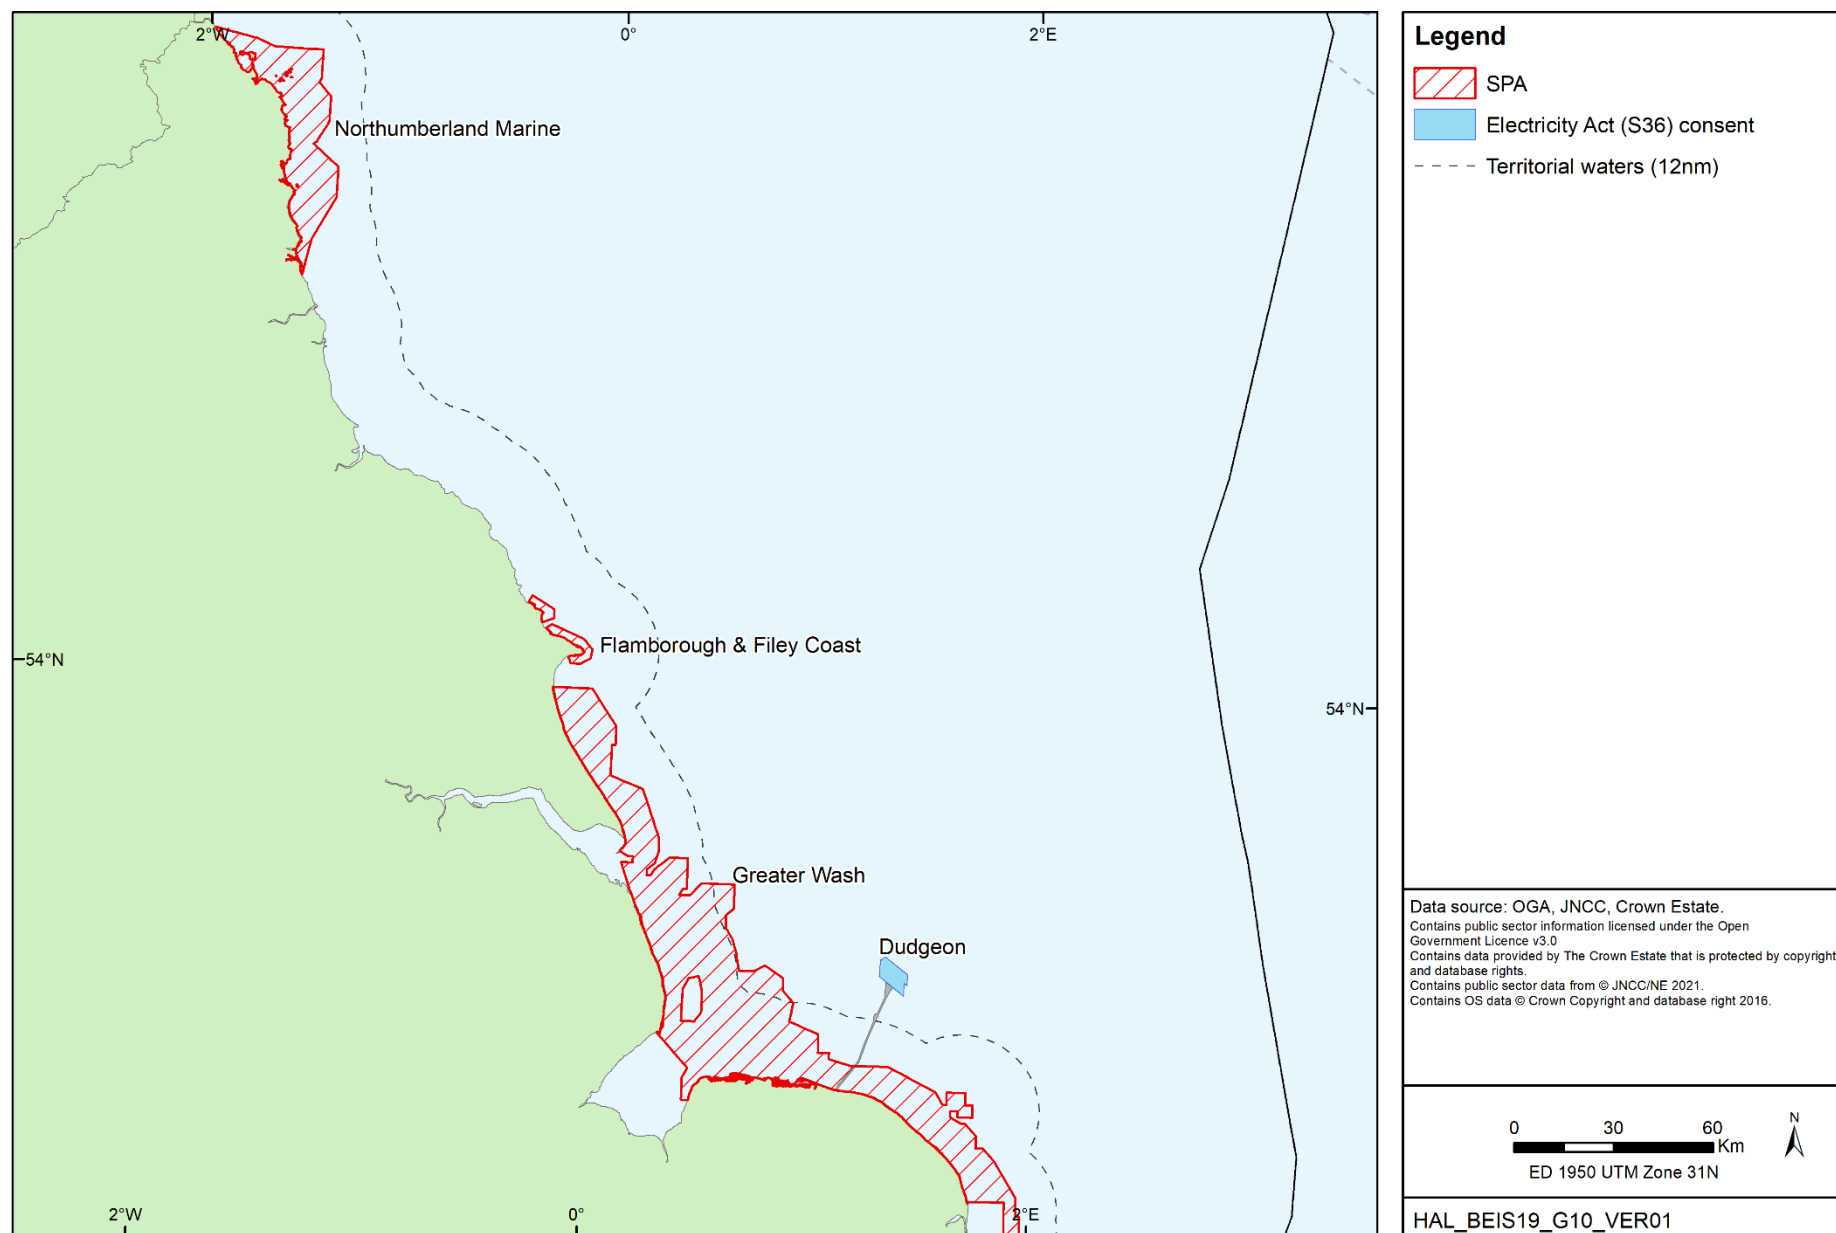 2°W
0°
2°E
Northumberland Marine
Flamborough & Filey Coast
54°N
54°N
Greater Wash
Dudgeon
2°W
0°
2°E
Legend
SPA
Electricity Act (S36) consent
Territorial waters (12nm)
Data source: OGA, JNCC, Crown Estate.
Contains public sector information licensed under the Open
Government Licence v3.0
Contains data provided by The Crown Estate that is protected by copyright
and database rights.
Contains public sector data from © JNCC/NE 2021.
Contains OS data © Crown Copyright and database right 2016.
0 30 60
Km
N
ED 1950 UTM Zone 31N
HAL_BEIS19_G10_VER01